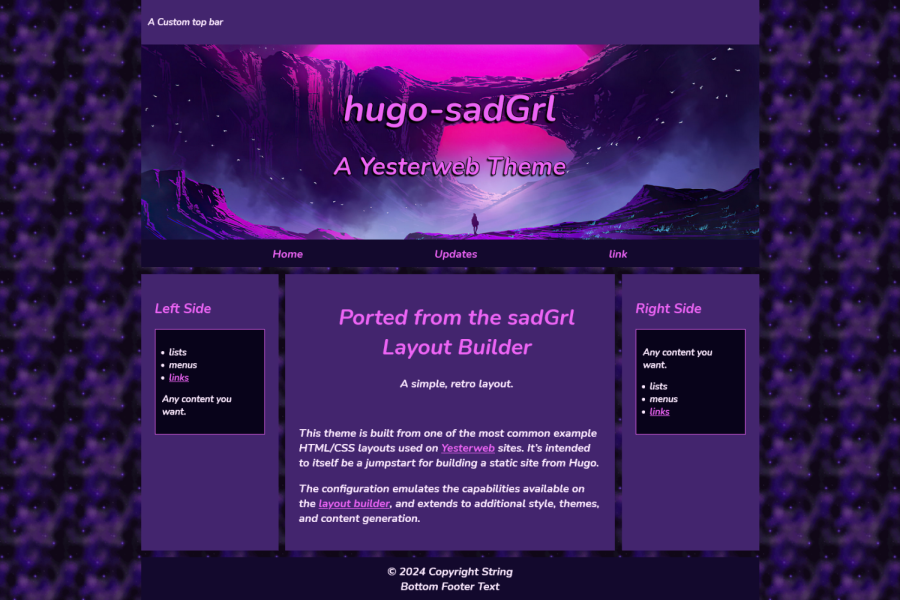 A Custom top bar
hugo-sadGrl
A Yesterweb Theme
Home Updates link
Left Side
lists
menus
links
Any content you
want.
Ported from the sadGrl
Layout Builder
A simple, retro layout.
This theme is built from one of the most common example
HTML/CSS layouts used on Yesterweb sites. It's intended
to itself be a jumpstart for building a static site from Hugo.
The configuration emulates the capabilities available on
the layout builder, and extends to additional style, themes,
and content generation.
Right Side
Any content you
want.
lists
menus
links
© 2024 Copyright String
Bottom Footer Text